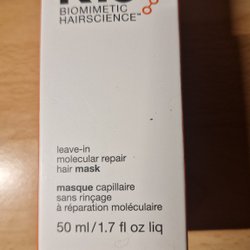 BIOMIMETIC
HAIRSCIENCE™
leave-in
molecular repair
hair mask
masque capillaire
sans rinçage
à réparation moléculaire
50 ml/1.7 fl oz liq